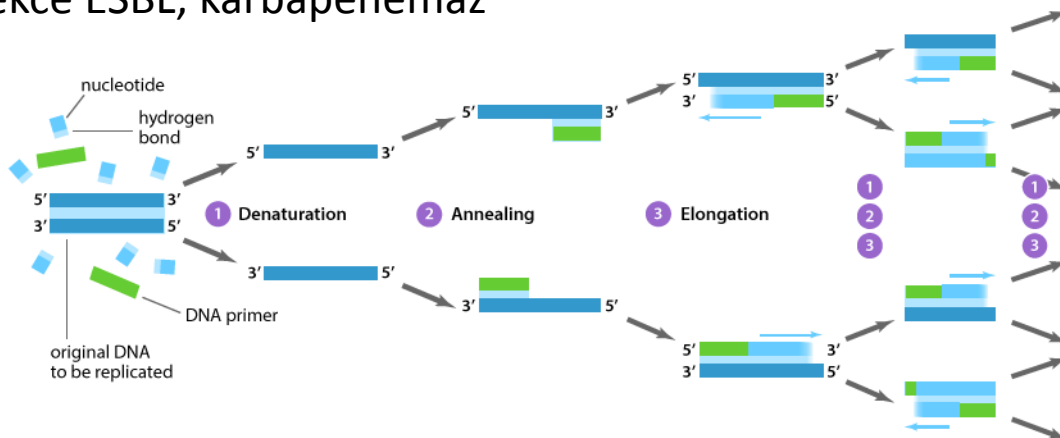 ESBL, karbapenemaz
nucleotide
hydrogen
bond
5′ 3′
3′ 5′
5′ 3′
5′ 3′
5′ 3′
3′ 5′
1 Denaturation
2 Annealing
3 Elongation
1
2
3
1
2
3
3′ 5′
3′ 5′
DNA primer
5′ 3′
3′ 5′
original DNA
to be replicated